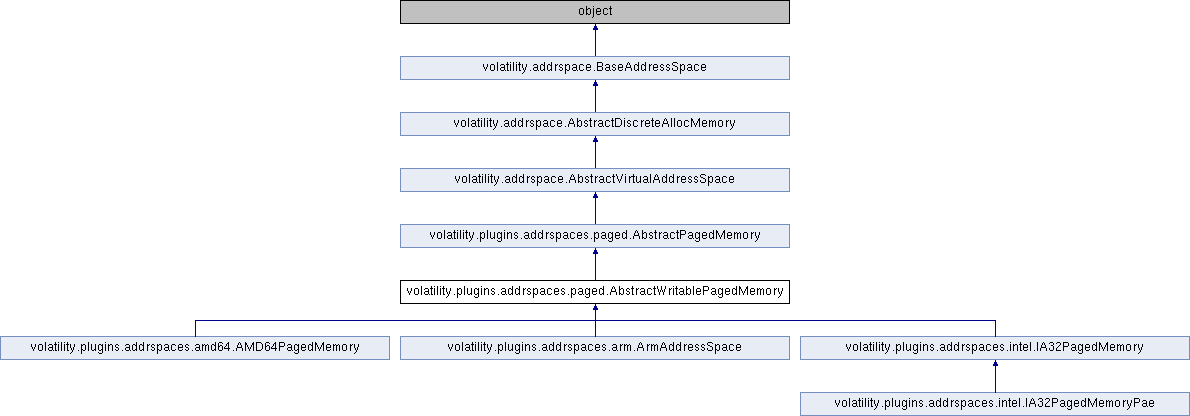 object
volatility.addrspace.BaseAddressSpace
volatility.addrspace.AbstractDiscreteAllocMemory
volatility.addrspace.AbstractVirtualAddressSpace
volatility.plugins.addrspaces.paged.AbstractPagedMemory
volatility.plugins.addrspaces.paged.AbstractWritablePagedMemory
volatility.plugins.addrspaces.amd64.AMD64PagedMemory
volatility.plugins.addrspaces.arm.ArmAddressSpace
volatility.plugins.addrspaces.intel.IA32PagedMemory
volatility.plugins.addrspaces.intel.IA32PagedMemoryPae